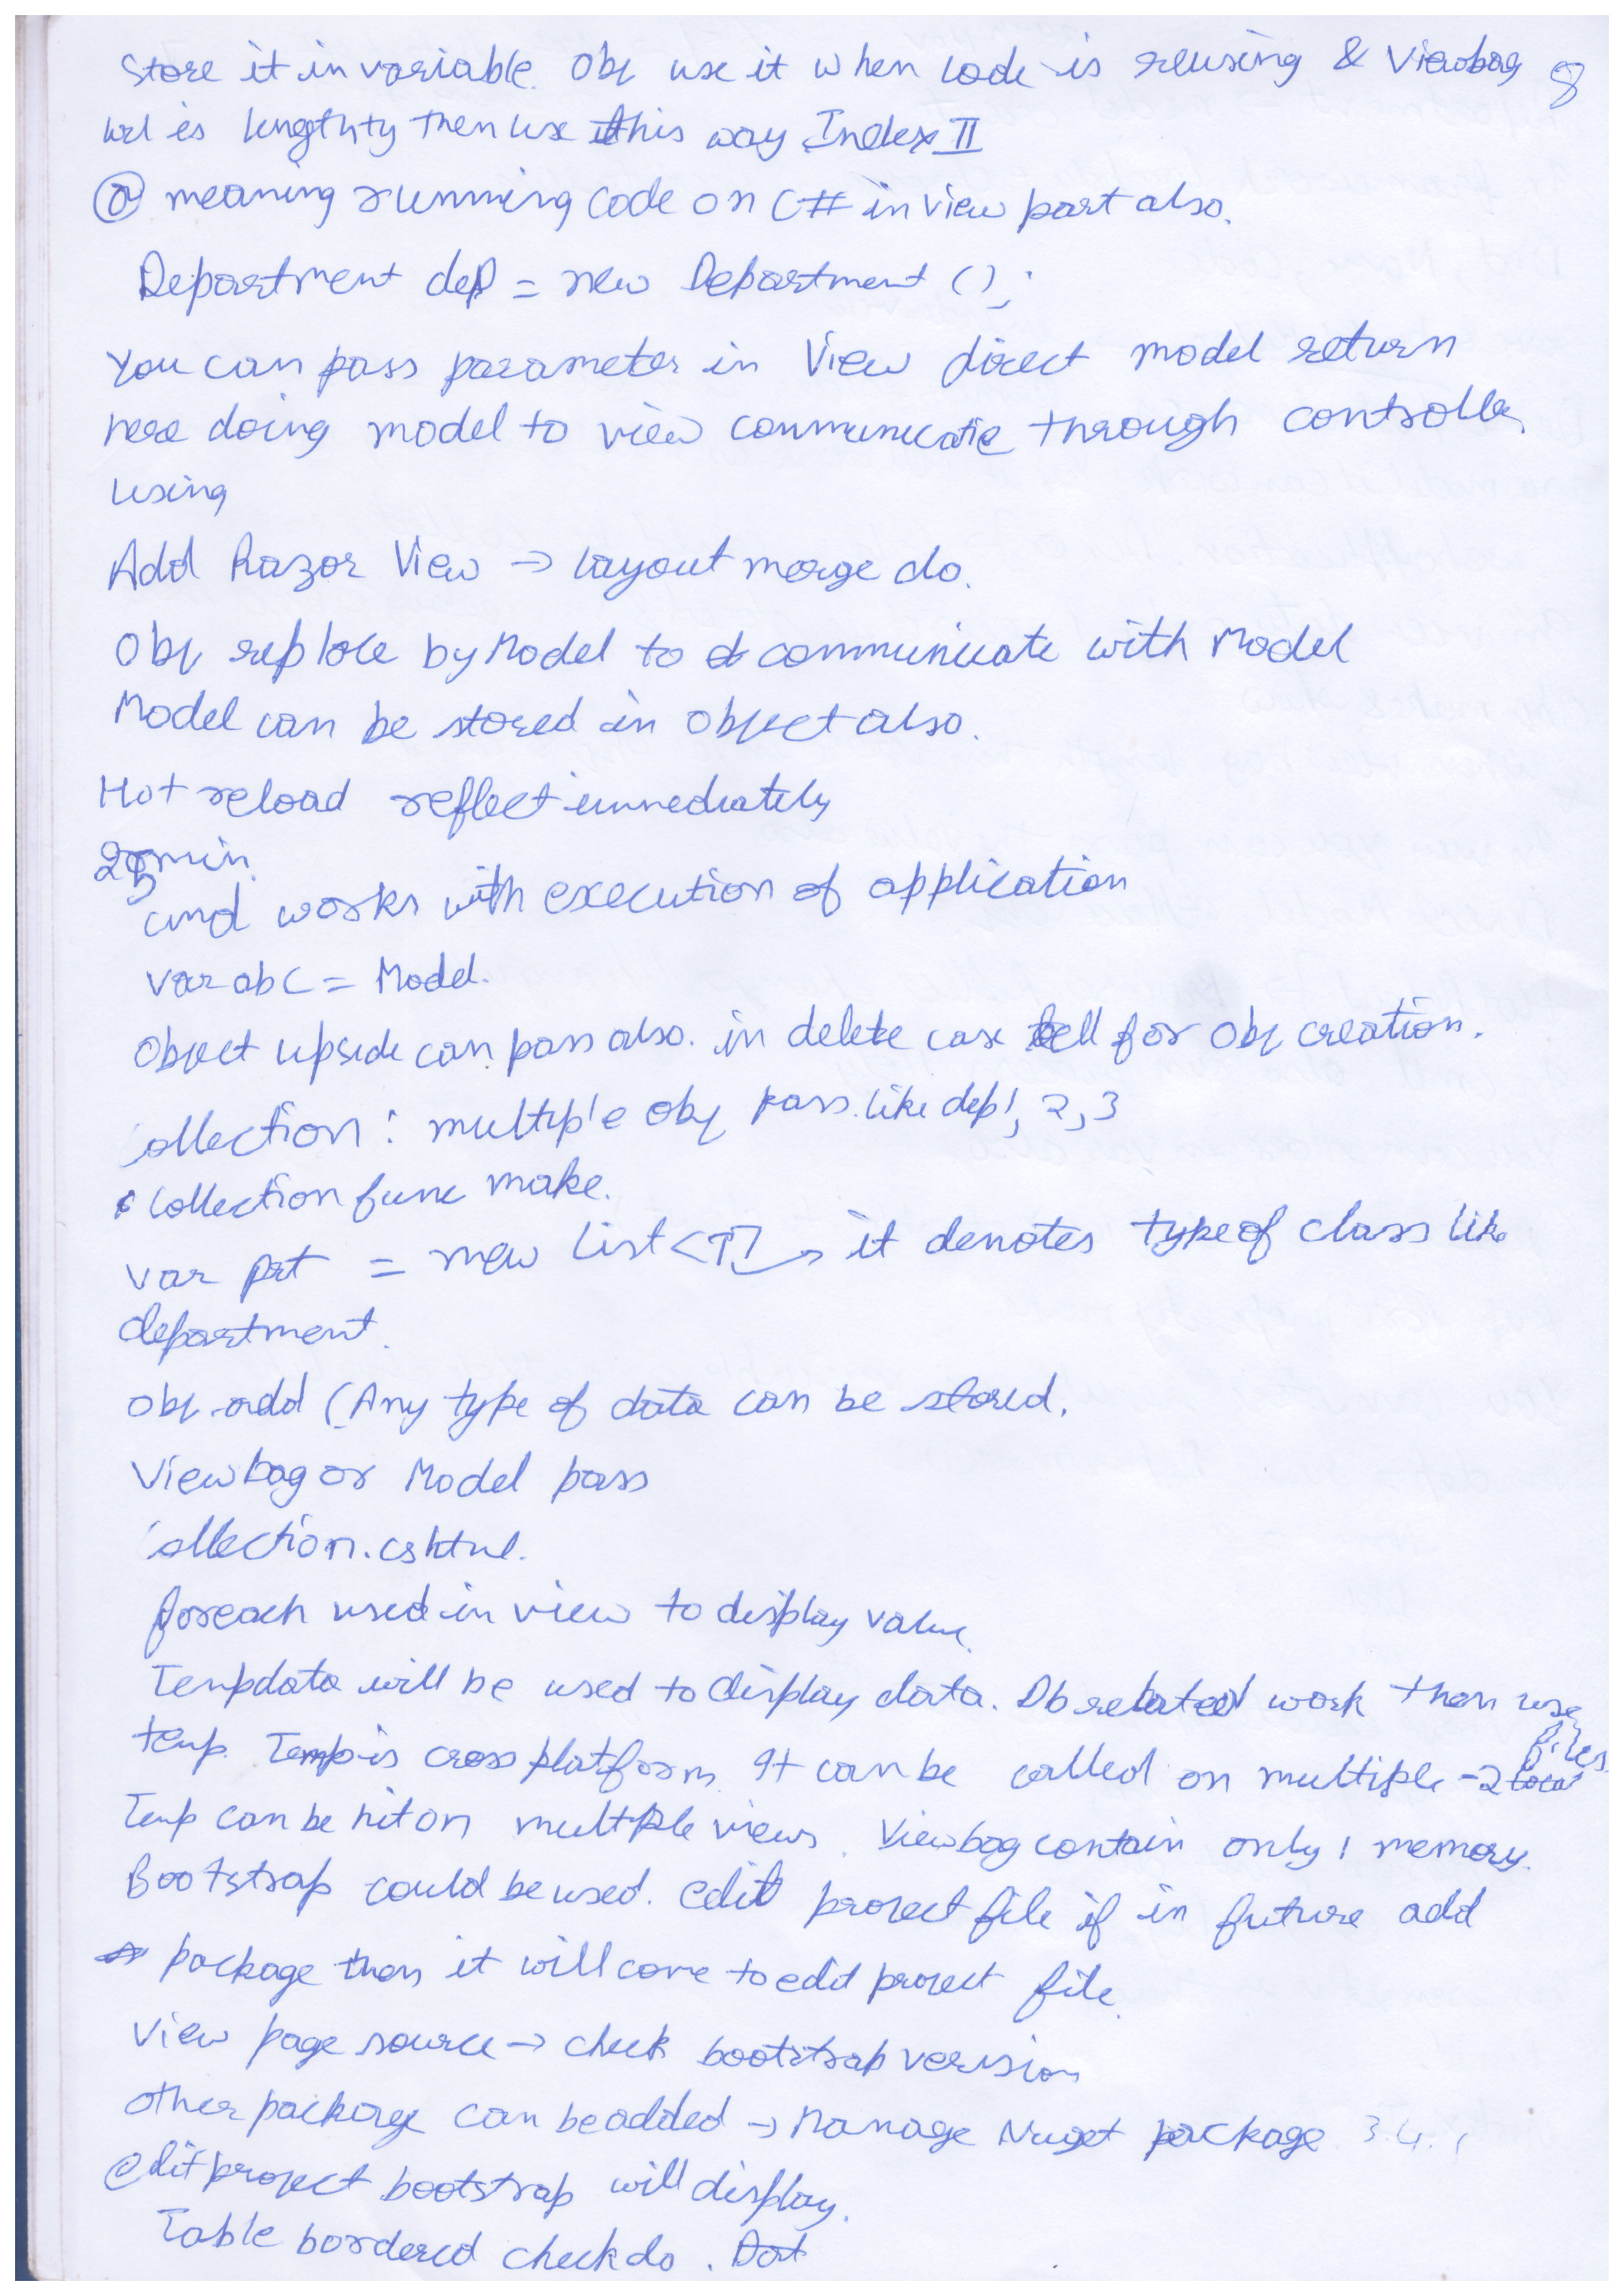 Store it in variable. Obj use it when code is reusing & Viewbag 8
url is lengthty then use this way Index II
@ meaning running code on C# in view part also.
Department dep = new Department ();
You can pass parameter in View direct model return
here doing model to view communicatie through controller
using
Add Razor View → layout merge do.
Obj replace by Model to communicate with Model
Model can be stored in object also.
Hot reload reflect immediately
min.
cmd works with execution of application
var abc = Model.
Object upside can pass also. in delete case tell for obj creation.
Collection : multiple obj pass. like dep1, 2, 3
Collection func make.
var prt = new List<T> → it denotes type of class like
department.
obj.add (Any type of data can be stored.
Viewbag or Model pass
Collection.cshtml.
foreach used in view to display value.
Tempdata will be used to display data. Db related work then use
temp. Temp is cross platform. It can be called on multiple -2 files
Temp can be hit on multiple views. Viewbag contain only 1 memory.
Bootstrap could be used. edit project file if in future add
package then it will come to edit project file.
View page source → check bootstrap verision
other package can be added → Manage Nuget package 3.4.1
edit project bootstrap will display.
Table bordered check do.